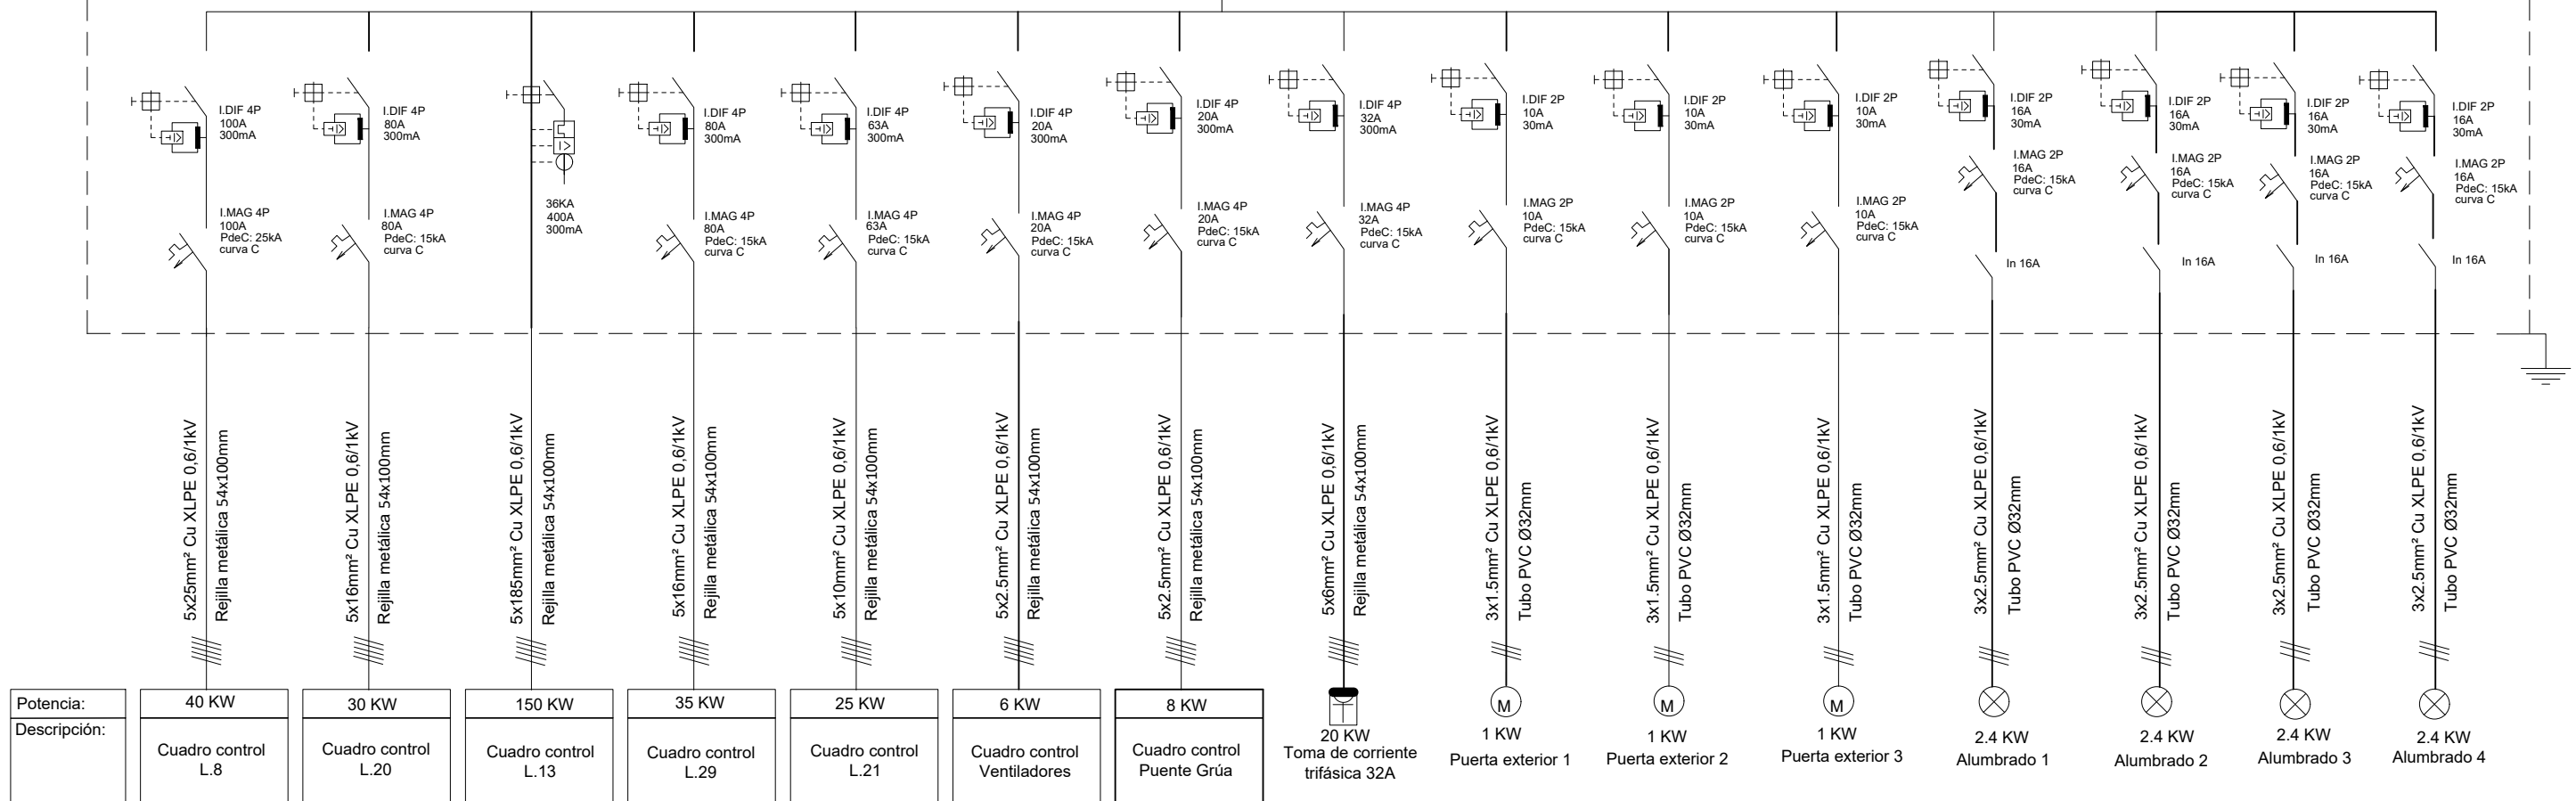 I.DIF 4P
100A
300mA
I.DIF 4P
80A
300mA
I.DIF 4P
80A
300mA
I.DIF 4P
63A
300mA
I.DIF 4P
20A
300mA
I.DIF 4P
20A
300mA
I.DIF 4P
32A
300mA
I.DIF 2P
10A
30mA
I.DIF 2P
10A
30mA
I.DIF 2P
10A
30mA
I.DIF 2P
16A
30mA
I.DIF 2P
16A
30mA
I.DIF 2P
16A
30mA
I.DIF 2P
16A
30mA
I.MAG 4P
100A
PdeC: 25kA
curva C
I.MAG 4P
80A
PdeC: 15kA
curva C
36KA
400A
300mA
I.MAG 4P
80A
PdeC: 15kA
curva C
I.MAG 4P
63A
PdeC: 15kA
curva C
I.MAG 4P
20A
PdeC: 15kA
curva C
I.MAG 4P
20A
PdeC: 15kA
curva C
I.MAG 4P
32A
PdeC: 15kA
curva C
I.MAG 2P
10A
PdeC: 15kA
curva C
I.MAG 2P
10A
PdeC: 15kA
curva C
I.MAG 2P
10A
PdeC: 15kA
curva C
I.MAG 2P
16A
PdeC: 15kA
curva C
I.MAG 2P
16A
PdeC: 15kA
curva C
I.MAG 2P
16A
PdeC: 15kA
curva C
I.MAG 2P
16A
PdeC: 15kA
curva C
In 16A
In 16A
In 16A
In 16A
5x25mm² Cu XLPE 0,6/1kV
Rejilla metálica 54x100mm
5x16mm² Cu XLPE 0,6/1kV
Rejilla metálica 54x100mm
5x185mm² Cu XLPE 0,6/1kV
Rejilla metálica 54x100mm
5x16mm² Cu XLPE 0,6/1kV
Rejilla metálica 54x100mm
5x10mm² Cu XLPE 0,6/1kV
Rejilla metálica 54x100mm
5x2.5mm² Cu XLPE 0,6/1kV
Rejilla metálica 54x100mm
5x2.5mm² Cu XLPE 0,6/1kV
Rejilla metálica 54x100mm
5x6mm² Cu XLPE 0,6/1kV
Rejilla metálica 54x100mm
3x1.5mm² Cu XLPE 0,6/1kV
Tubo PVC Ø32mm
3x1.5mm² Cu XLPE 0,6/1kV
Tubo PVC Ø32mm
3x1.5mm² Cu XLPE 0,6/1kV
Tubo PVC Ø32mm
3x2.5mm² Cu XLPE 0,6/1kV
Tubo PVC Ø32mm
3x2.5mm² Cu XLPE 0,6/1kV
Tubo PVC Ø32mm
3x2.5mm² Cu XLPE 0,6/1kV
Tubo PVC Ø32mm
3x2.5mm² Cu XLPE 0,6/1kV
Tubo PVC Ø32mm
Potencia:
Descripción:
40 KW
Cuadro control
L.8
30 KW
Cuadro control
L.20
150 KW
Cuadro control
L.13
35 KW
Cuadro control
L.29
25 KW
Cuadro control
L.21
6 KW
Cuadro control
Ventiladores
8 KW
Cuadro control
Puente Grúa
20 KW
Toma de corriente
trifásica 32A
M
1 KW
Puerta exterior 1
M
1 KW
Puerta exterior 2
M
1 KW
Puerta exterior 3
2.4 KW
Alumbrado 1
2.4 KW
Alumbrado 2
2.4 KW
Alumbrado 3
2.4 KW
Alumbrado 4